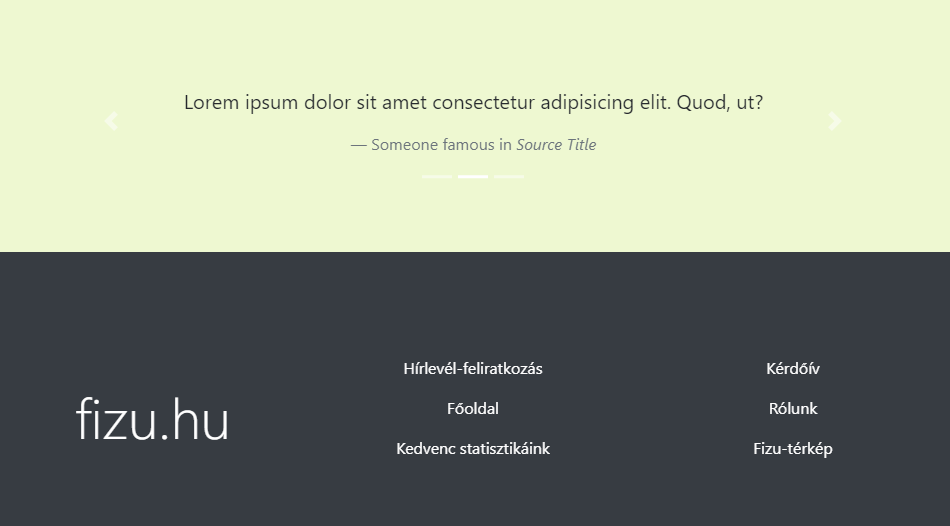 Lorem ipsum dolor sit amet consectetur adipisicing elit. Quod, ut?
— Someone famous in Source Title
fizu.hu
Hírlevél-feliratkozás
Főoldal
Kedvenc statisztikáink
Kérdőív
Rólunk
Fizu-térkép